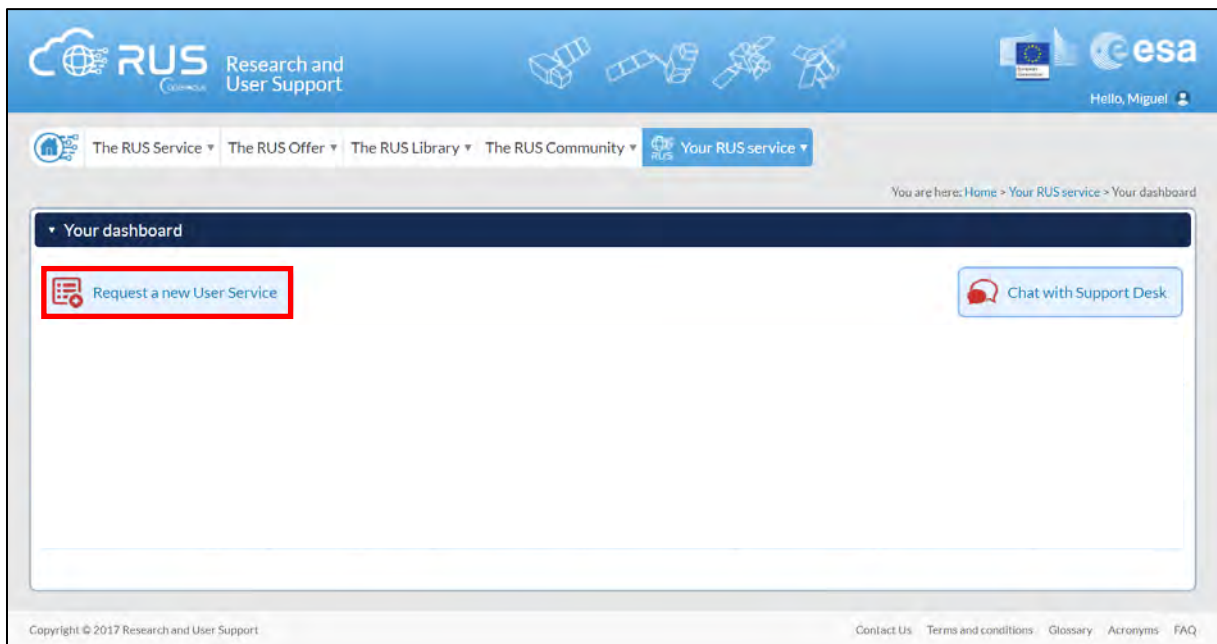 RUS
Copernicus
Research and
User Support
esa
Hello, Miguel
The RUS Service
The RUS Offer
The RUS Library
The RUS Community
RUS
Your RUS service
You are here: Home > Your RUS service > Your dashboard
Your dashboard
Request a new User Service
Chat with Support Desk
Copyright © 2017 Research and User Support
Contact Us
Terms and conditions
Glossary
Acronyms
FAQ